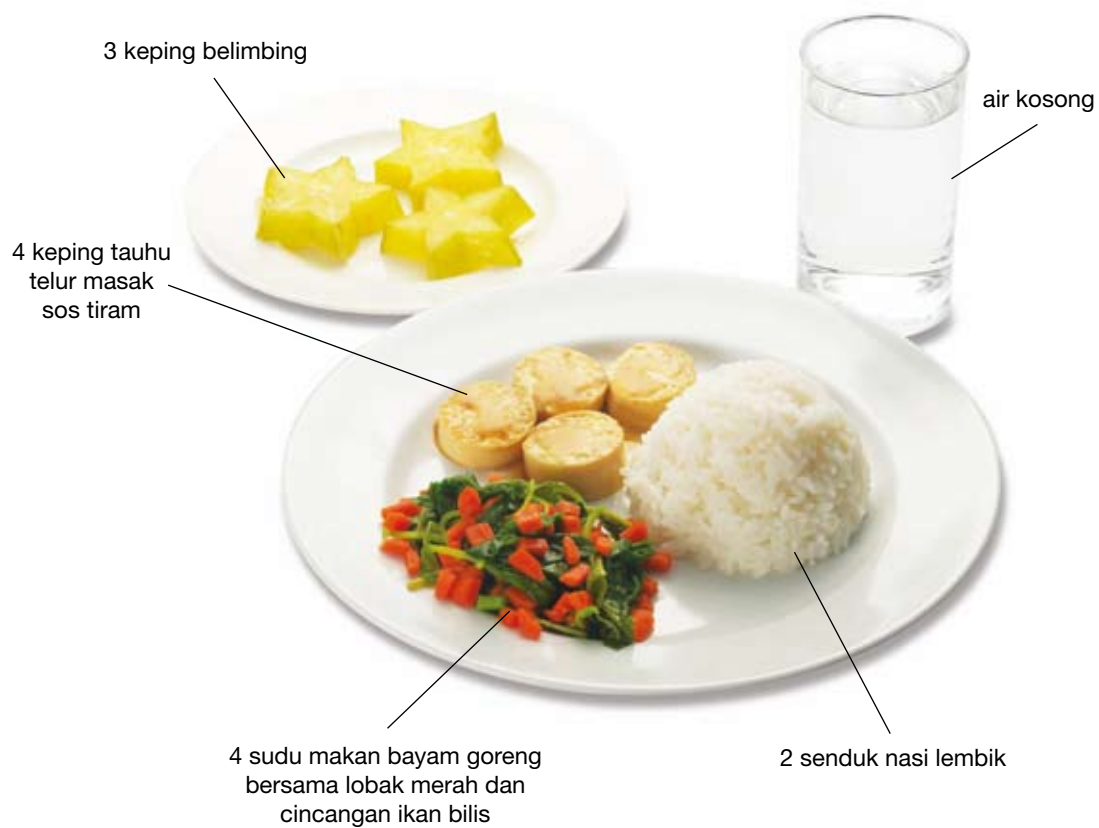 3 keping belimbing
air kosong
4 keping tauhu
telur masak
sos tiram
4 sudu makan bayam goreng
bersama lobak merah dan
cincangan ikan bilis
2 senduk nasi lembik